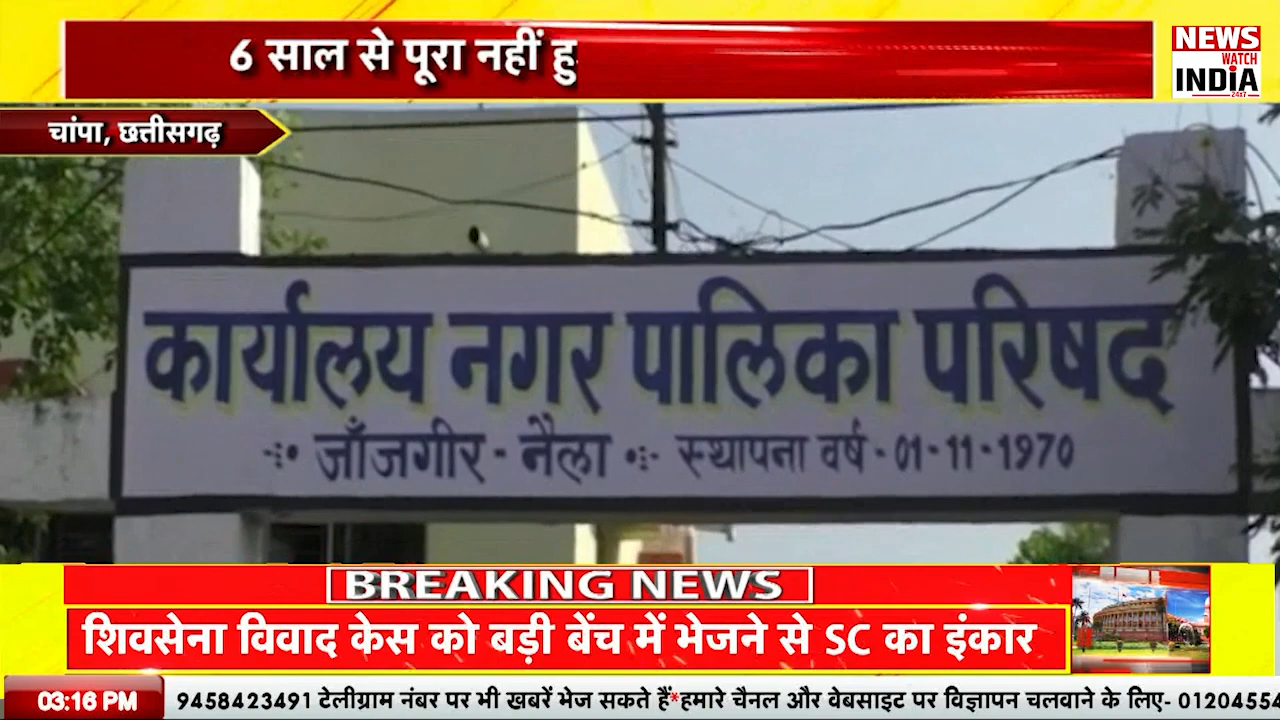 6 साल से पूरा नहीं हु
NEWS
WATCH
INDIA
24x7
चांपा, छत्तीसगढ़
कार्यालय नगर पालिका परिषद
जाँजगीर - नैला स्थापना वर्ष - 01-11-1970
BREAKING NEWS
शिवसेना विवाद केस को बड़ी बेंच में भेजने से SC का इंकार
03:16 PM
9458423491 टेलीग्राम नंबर पर भी खबरें भेज सकते हैं*हमारे चैनल और वेबसाइट पर विज्ञापन चलवाने के लिए- 01204554